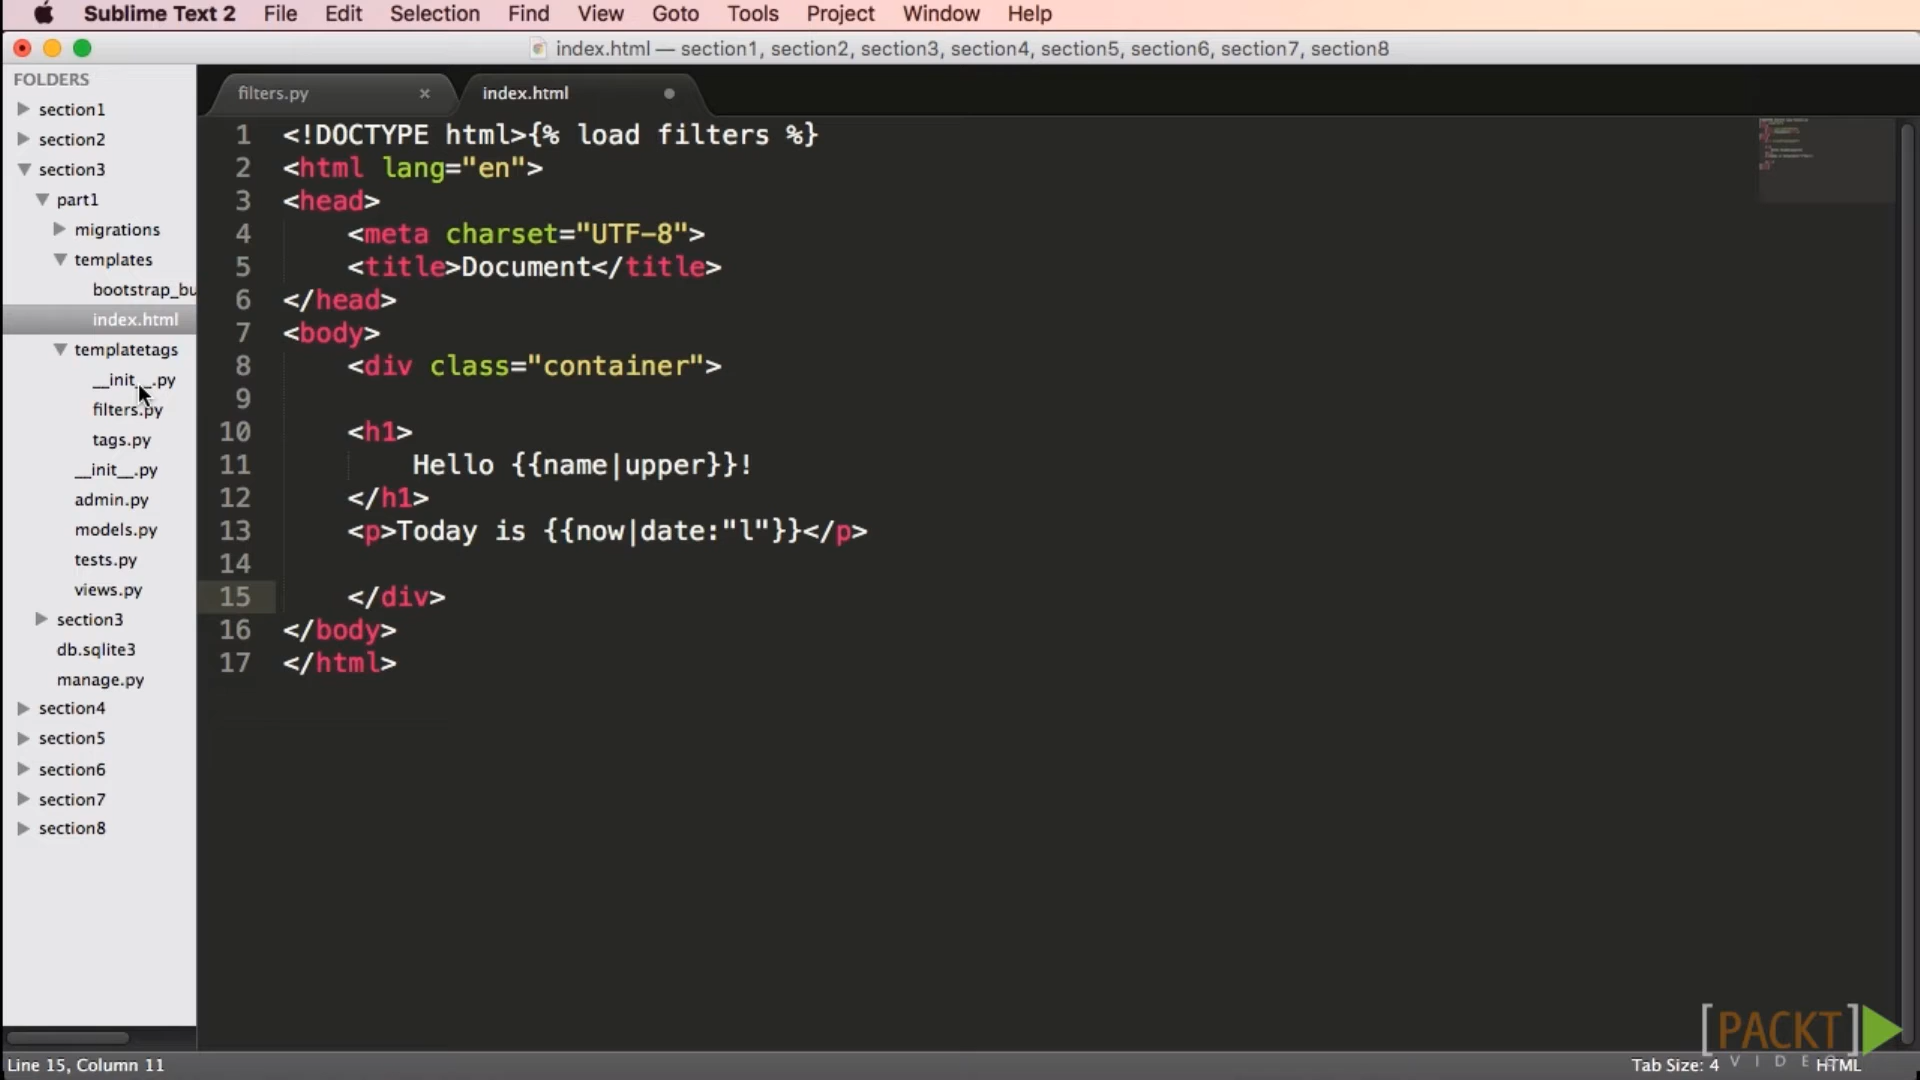 Sublime Text 2 File Edit Selection Find View Goto Tools Project Window Help
index.html — section1, section2, section3, section4, section5, section6, section7, section8
FOLDERS
section1
section2
section3
part1
migrations
templates
bootstrap_bu
index.html
templatetags
__init__.py
filters.py
tags.py
__init__.py
admin.py
models.py
tests.py
views.py
section3
db.sqlite3
manage.py
section4
section5
section6
section7
section8
filters.py × index.html
1 <!DOCTYPE html>{% load filters %}
2 <html lang="en">
3 <head>
4 <meta charset="UTF-8">
5 <title>Document</title>
6 </head>
7 <body>
8 <div class="container">
9
10 <h1>
11 Hello {{name|upper}}!
12 </h1>
13 <p>Today is {{now|date:"l"}}</p>
14
15 </div>
16 </body>
17 </html>
[PACKT]
VIDEO
Line 15, Column 11
Tab Size: 4
HTML